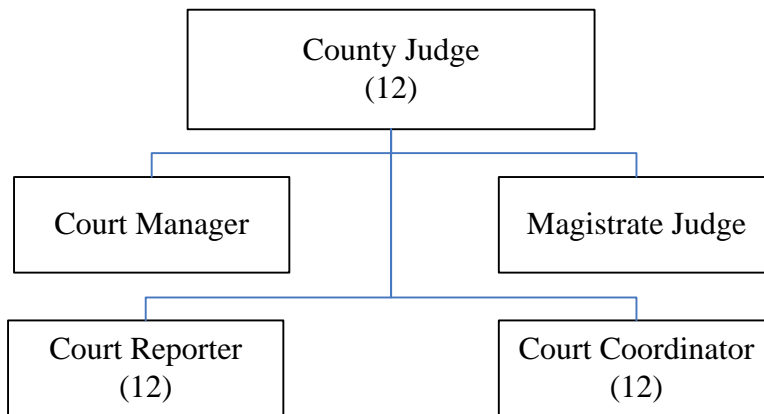 County Judge
(12)
Court Manager
Magistrate Judge
Court Reporter
(12)
Court Coordinator
(12)